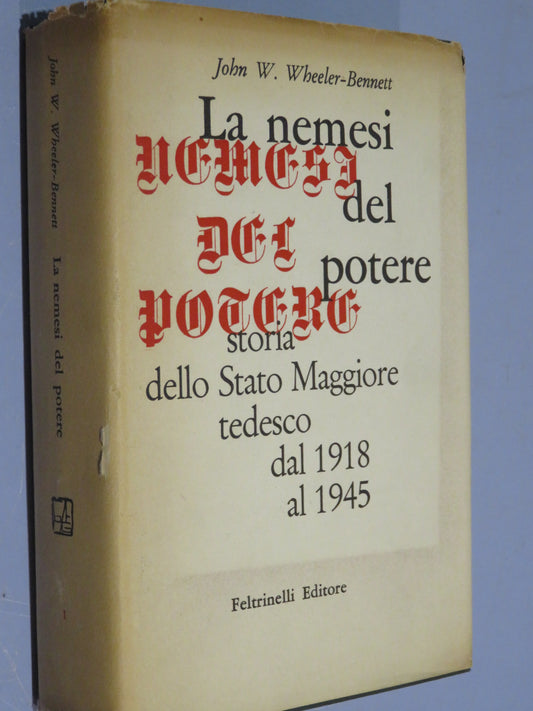 John W. Wheeler-Bennett
La nemesi
NEMESI
del
DEL
potere
POTERE
storia
dello Stato Maggiore
tedesco
dal 1918
al 1945
Feltrinelli Editore
John W. Wheeler-Bennett
La nemesi del potere
1